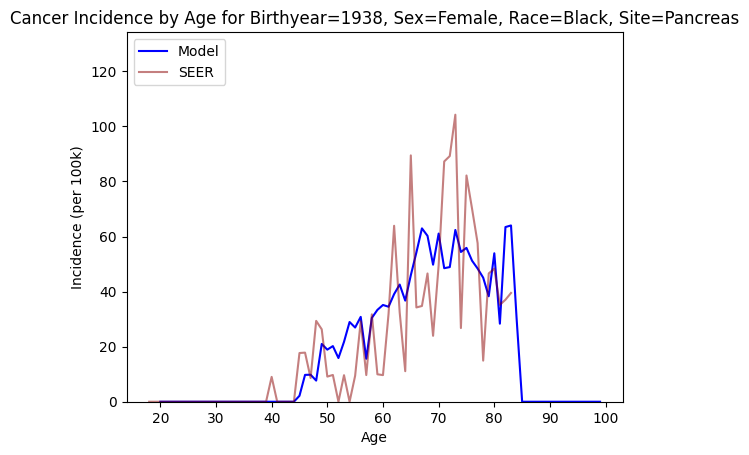 Cancer Incidence by Age for Birthyear=1938, Sex=Female, Race=Black, Site=Pancreas
Model
SEER
120
100
80
60
40
20
0
Incidence (per 100k)
20 30 40 50 60 70 80 90 100
Age